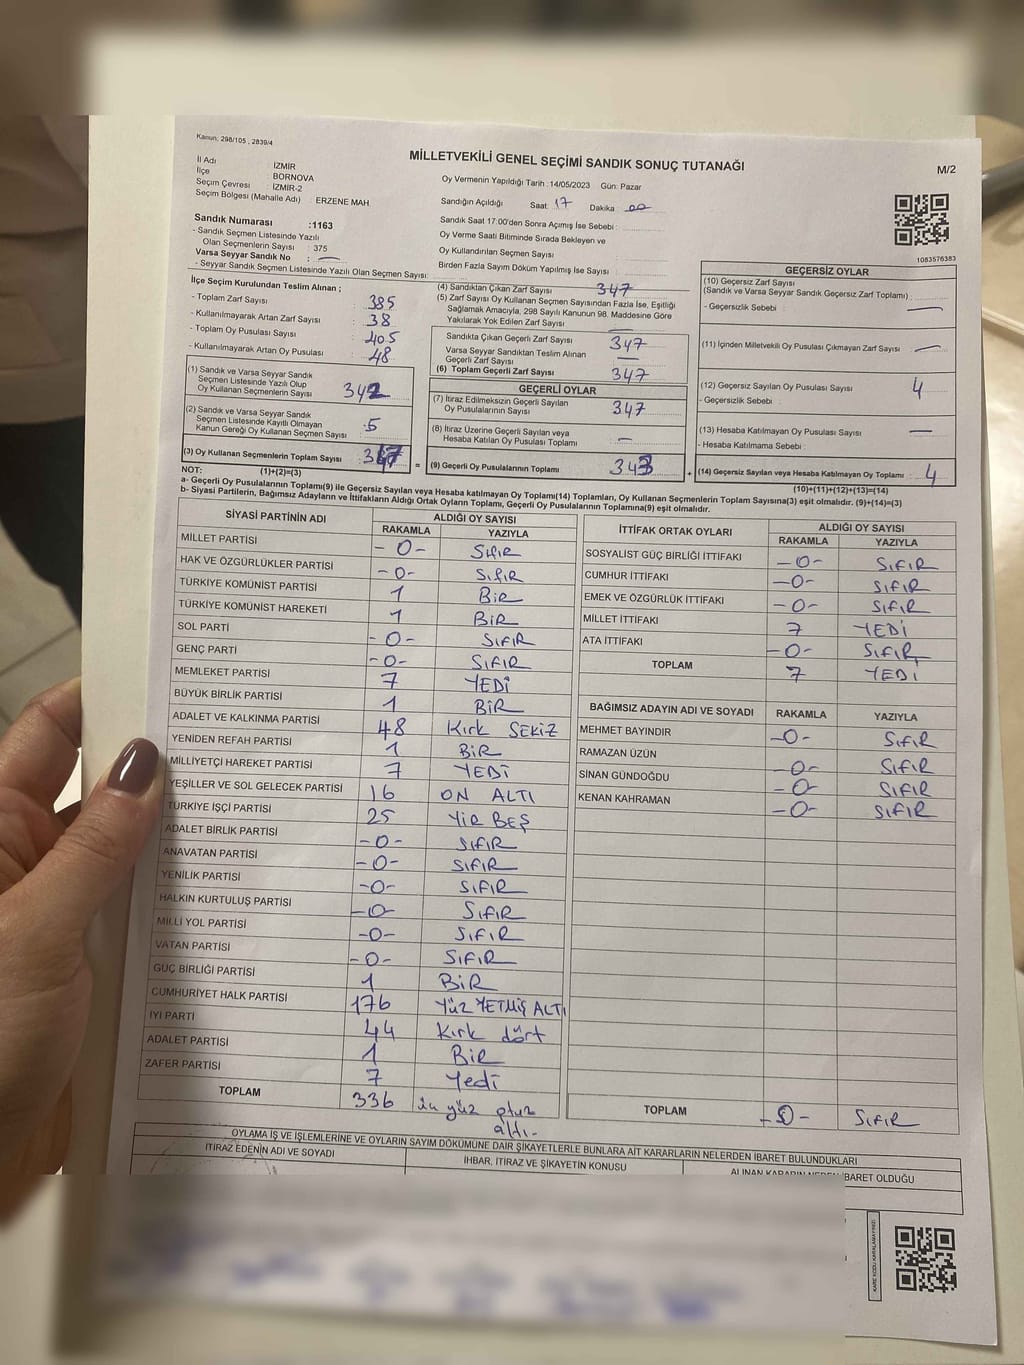 Kanun; 298/105 , 2839/4
MİLLETVEKİLİ GENEL SEÇİMİ SANDIK SONUÇ TUTANAĞI
M/2
İl Adı : İZMİR
İlçe : BORNOVA
Seçim Çevresi : İZMİR-2
Seçim Bölgesi (Mahalle Adı) : ERZENE MAH
Oy Vermenin Yapıldığı Tarih :14/05/2023 Gün: Pazar
Sandığın Açıldığı Saat 17 Dakika 00
Sandık Numarası :1163
- Sandık Seçmen Listesinde Yazılı
Olan Seçmenlerin Sayısı : 375
Varsa Seyyar Sandık No : —
- Seyyar Sandık Seçmen Listesinde Yazılı Olan Seçmen Sayısı:
Sandık Saat 17:00'den Sonra Açılmış İse Sebebi :
Oy Verme Saati Bitiminde Sırada Bekleyen ve
Oy Kullandırılan Seçmen Sayısı :
Birden Fazla Sayım Döküm Yapılmış İse Sayısı :
1083576383
İlçe Seçim Kurulundan Teslim Alınan ;
- Toplam Zarf Sayısı : 385
- Kullanılmayarak Artan Zarf Sayısı : 38
- Toplam Oy Pusulası Sayısı : 405
- Kullanılmayarak Artan Oy Pusulası : 48
(1) Sandık ve Varsa Seyyar Sandık
Seçmen Listesinde Yazılı Olup
Oy Kullanan Seçmenlerin Sayısı : 342
(2) Sandık ve Varsa Seyyar Sandık
Seçmen Listesinde Kayıtlı Olmayan
Kanun Gereği Oy Kullanan Seçmen Sayısı : 5
(3) Oy Kullanan Seçmenlerin Toplam Sayısı : 347
(1)+(2)=(3)
(4) Sandıktan Çıkan Zarf Sayısı : 347
(5) Zarf Sayısı Oy Kullanan Seçmen Sayısından Fazla İse, Eşitliği
Sağlamak Amacıyla, 298 Sayılı Kanunun 98. Maddesine Göre
Yakılarak Yok Edilen Zarf Sayısı : —
Sandıkta Çıkan Geçerli Zarf Sayısı : 347
Varsa Seyyar Sandıktan Teslim Alınan
Geçerli Zarf Sayısı : —
(6) Toplam Geçerli Zarf Sayısı : 347
GEÇERLİ OYLAR
(7) İtiraz Edilmeksizin Geçerli Sayılan
Oy Pusulalarının Sayısı : 347
(8) İtiraz Üzerine Geçerli Sayılan veya
Hesaba Katılan Oy Pusulası Toplamı : —
= (9) Geçerli Oy Pusulalarının Toplamı : 343
GEÇERSİZ OYLAR
(10) Geçersiz Zarf Sayısı
(Sandık ve Varsa Seyyar Sandık Geçersiz Zarf Toplamı) :
- Geçersizlik Sebebi : —
(11) İçinden Milletvekili Oy Pusulası Çıkmayan Zarf Sayısı : —
(12) Geçersiz Sayılan Oy Pusulası Sayısı : 4
- Geçersizlik Sebebi :
(13) Hesaba Katılmayan Oy Pusulası Sayısı : —
- Hesaba Katılmama Sebebi :
+ (14) Geçersiz Sayılan veya Hesaba Katılmayan Oy Toplamı : 4
(10)+(11)+(12)+(13)=(14)
NOT:
a- Geçerli Oy Pusulalarının Toplamı(9) ile Geçersiz Sayılan veya Hesaba katılmayan Oy Toplamı(14) Toplamları, Oy Kullanan Seçmenlerin Toplam Sayısına(3) eşit olmalıdır. (9)+(14)=(3)
b- Siyasi Partilerin, Bağımsız Adayların ve İttifakların Aldığı Ortak Oyların Toplamı, Geçerli Oy Pusulalarının Toplamına(9) eşit olmalıdır.
SİYASİ PARTİNİN ADI ALDIĞI OY SAYISI
RAKAMLA YAZIYLA
MİLLET PARTİSİ -0- SIFIR
HAK VE ÖZGÜRLÜKLER PARTİSİ -0- SIFIR
TÜRKİYE KOMÜNİST PARTİSİ 1 BİR
TÜRKİYE KOMÜNİST HAREKETİ 1 BİR
SOL PARTİ -0- SIFIR
GENÇ PARTİ -0- SIFIR
MEMLEKET PARTİSİ 7 YEDİ
BÜYÜK BİRLİK PARTİSİ 1 BİR
ADALET VE KALKINMA PARTİSİ 48 Kırk SEKİZ
YENİDEN REFAH PARTİSİ 1 BİR
MİLLİYETÇİ HAREKET PARTİSİ 7 YEDİ
YEŞİLLER VE SOL GELECEK PARTİSİ 16 ON ALTI
TÜRKİYE İŞÇİ PARTİSİ 25 YİR BEŞ
ADALET BİRLİK PARTİSİ -0- SIFIR
ANAVATAN PARTİSİ -0- SIFIR
YENİLİK PARTİSİ -0- SIFIR
HALKIN KURTULUŞ PARTİSİ -0- SIFIR
MİLLİ YOL PARTİSİ -0- SIFIR
VATAN PARTİSİ -0- SIFIR
GÜÇ BİRLİĞİ PARTİSİ 1 BİR
CUMHURİYET HALK PARTİSİ 176 Yüz YETMİŞ ALTI
İYİ PARTİ 44 Kırk dört
ADALET PARTİSİ 1 BİR
ZAFER PARTİSİ 7 Yedi
TOPLAM 336 yüz otuz
altı-
İTTİFAK ORTAK OYLARI ALDIĞI OY SAYISI
RAKAMLA YAZIYLA
SOSYALİST GÜÇ BİRLİĞİ İTTİFAKI -0- SIFIR
CUMHUR İTTİFAKI -0- SIFIR
EMEK VE ÖZGÜRLÜK İTTİFAKI -0- SIFIR
MİLLET İTTİFAKI 7 YEDİ
ATA İTTİFAKI -0- SIFIR
TOPLAM 7 YEDİ
BAĞIMSIZ ADAYIN ADI VE SOYADI RAKAMLA YAZIYLA
MEHMET BAYINDIR -0- SIFIR
RAMAZAN ÜZÜN -0- SIFIR
SİNAN GÜNDOĞDU -0- SIFIR
KENAN KAHRAMAN -0- SIFIR
TOPLAM -0- SIFIR
OYLAMA İŞ VE İŞLEMLERİNE VE OYLARIN SAYIM DÖKÜMÜNE DAİR ŞİKAYETLERLE BUNLARA AİT KARARLARIN NELERDEN İBARET BULUNDUKLARI
İTİRAZ EDENİN ADI VE SOYADI
İHBAR, İTİRAZ VE ŞİKAYETİN KONUSU
ALINAN KARARIN NEDEN İBARET OLDUĞU
KARE KODU KARALAMAYINIZ!